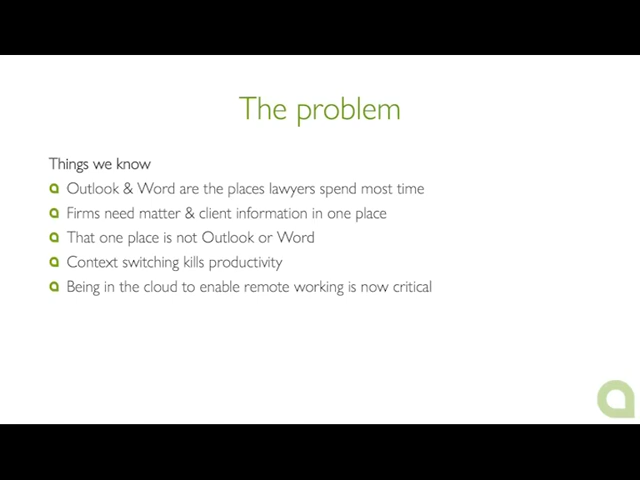 The problem
Things we know
Outlook & Word are the places lawyers spend most time
Firms need matter & client information in one place
That one place is not Outlook or Word
Context switching kills productivity
Being in the cloud to enable remote working is now critical